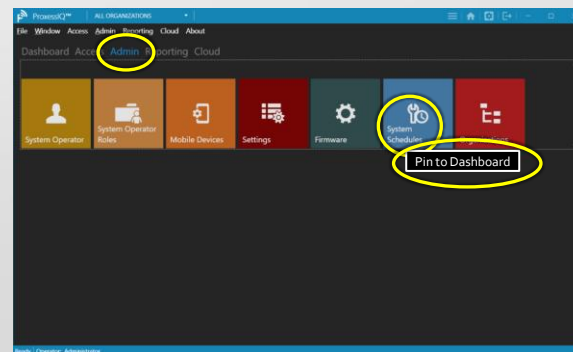 ProxessIQ™ ALL ORGANIZATIONS
File Window Access Admin Reporting Cloud About
Dashboard Access Admin Reporting Cloud
System Operator
System Operator Roles
Mobile Devices
Settings
Firmware
System Schedules
Pin to Dashboard
Ready Operator: Administrator